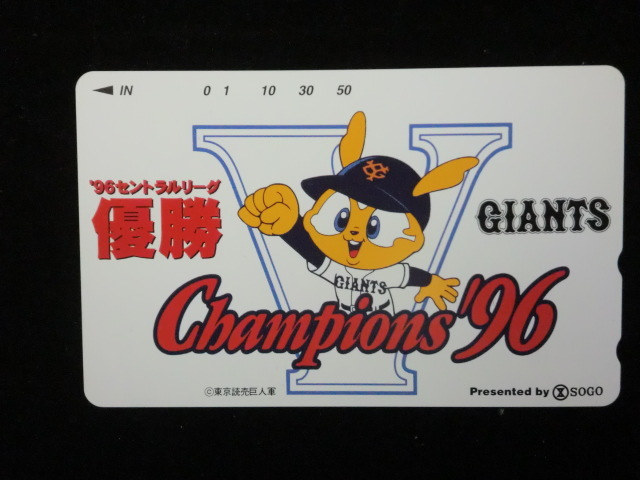 IN 0 1 10 30 50
'96セントラルリーグ
優勝
GIANTS
GIANTS
Champions '96
©東京読売巨人軍
Presented by SOGO